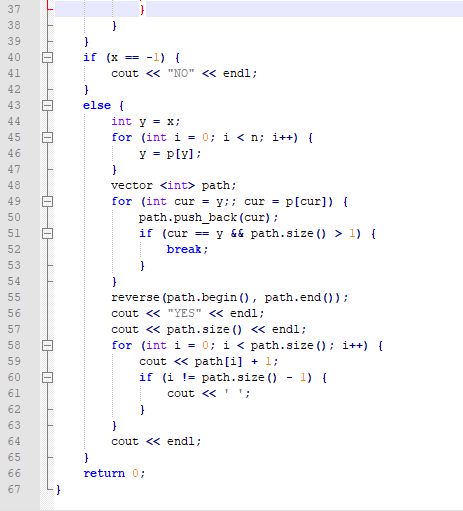 37 }
38 }
39 }
40 if (x == -1) {
41 cout << "NO" << endl;
42 }
43 else {
44 int y = x;
45 for (int i = 0; i < n; i++) {
46 y = p[y];
47 }
48 vector <int> path;
49 for (int cur = y;; cur = p[cur]) {
50 path.push_back(cur);
51 if (cur == y && path.size() > 1) {
52 break;
53 }
54 }
55 reverse(path.begin(), path.end());
56 cout << "YES" << endl;
57 cout << path.size() << endl;
58 for (int i = 0; i < path.size(); i++) {
59 cout << path[i] + 1;
60 if (i != path.size() - 1) {
61 cout << ' ';
62 }
63 }
64 cout << endl;
65 }
66 return 0;
67 }